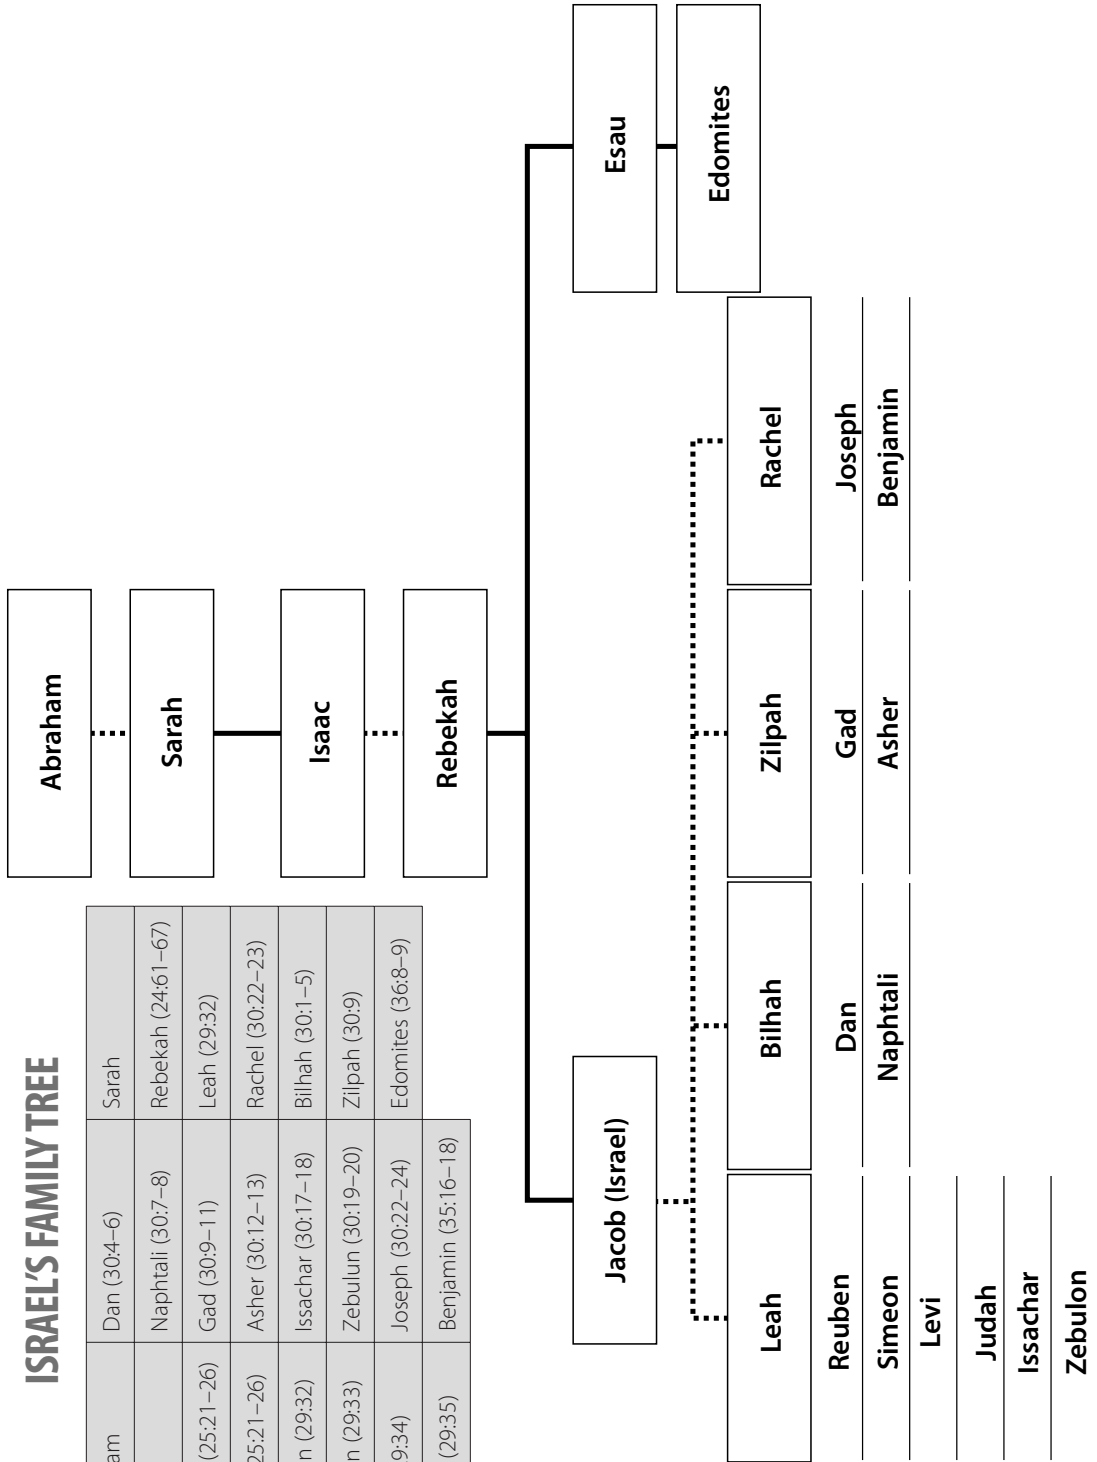 ISRAEL'S FAMILY TREE
Dan (30:4–6) Sarah
Naphtali (30:7–8) Rebekah (24:61–67)
(25:21–26) Gad (30:9–11) Leah (29:32)
25:21–26) Asher (30:12–13) Rachel (30:22–23)
(29:32) Issachar (30:17–18) Bilhah (30:1–5)
(29:33) Zebulun (30:19–20) Zilpah (30:9)
9:34) Joseph (30:22–24) Edomites (36:8–9)
(29:35) Benjamin (35:16–18)
Abraham
Sarah
Isaac
Rebekah
Jacob (Israel)
Esau
Edomites
Leah
Reuben
Simeon
Levi
Judah
Issachar
Zebulon
Bilhah
Dan
Naphtali
Zilpah
Gad
Asher
Rachel
Joseph
Benjamin